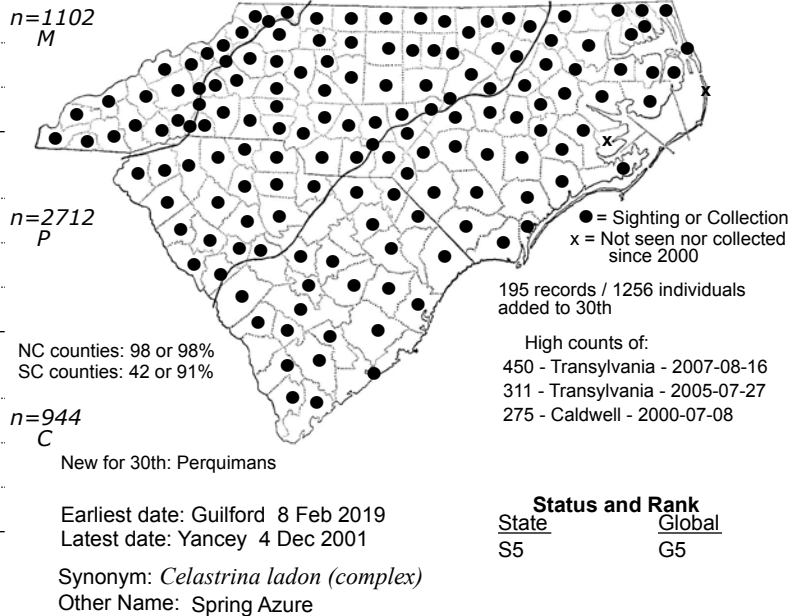 n=1102
M
x
x
n=2712
P
● = Sighting or Collection
x = Not seen nor collected
since 2000
195 records / 1256 individuals
added to 30th
High counts of:
450 - Transylvania - 2007-08-16
311 - Transylvania - 2005-07-27
275 - Caldwell - 2000-07-08
NC counties: 98 or 98%
SC counties: 42 or 91%
n=944
C
New for 30th: Perquimans
Earliest date: Guilford 8 Feb 2019
Latest date: Yancey 4 Dec 2001
Status and Rank
State Global
S5 G5
Synonym: Celastrina ladon (complex)
Other Name: Spring Azure